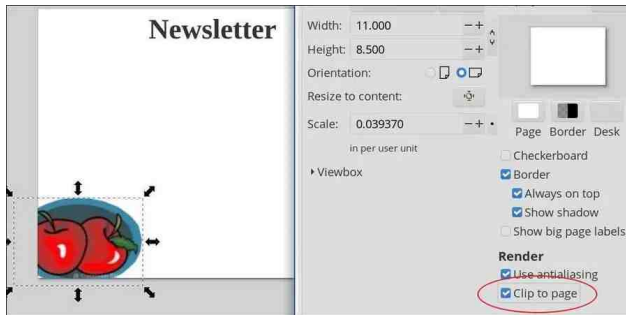 Newsletter
Width: 11.000
Height: 8.500
Orientation:
Resize to content:
Scale: 0.039370
in per user unit
Viewbox
Page Border Desk
Checkerboard
Border
Always on top
Show shadow
Show big page labels
Render
Use antialiasing
Clip to page